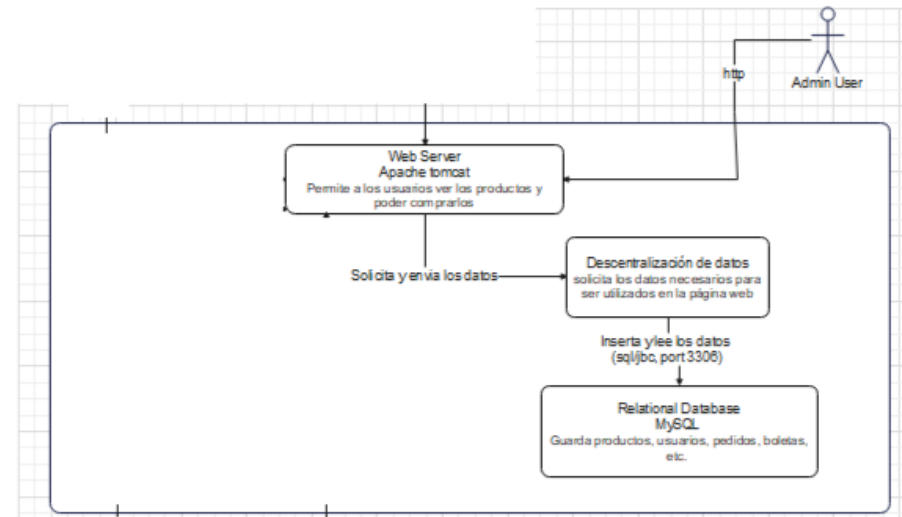 http
Admin User
Web Server
Apache tomcat
Permite a los usuarios ver los productos y
poder comprarlos
Solicita y envia los datos
Descentralización de datos
solicita los datos necesarios para
ser utilizados en la página web
Inserta y lee los datos
(sql/jbc, port 3306)
Relational Database
MySQL
Guarda productos, usuarios, pedidos, boletas,
etc.